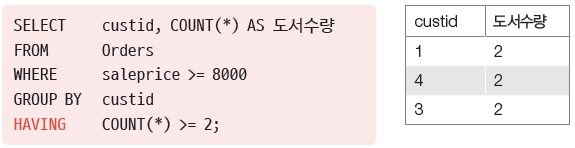 SELECT custid, COUNT(*) AS 도서수량
FROM Orders
WHERE saleprice >= 8000
GROUP BY custid
HAVING COUNT(*) >= 2;
custid 도서수량
1 2
4 2
3 2